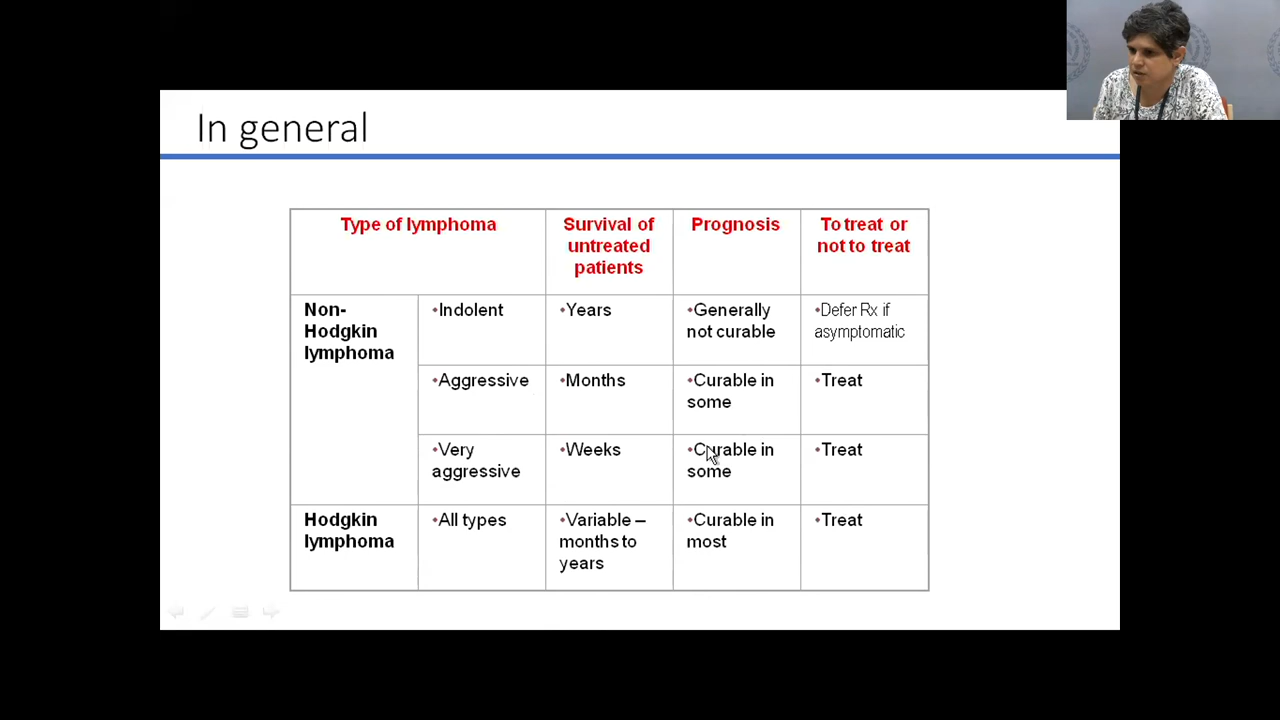 In general
Type of lymphoma
Survival of
untreated
patients
Prognosis
To treat or
not to treat
Non-
Hodgkin
lymphoma
•Indolent
•Years
•Generally
not curable
•Defer Rx if
asymptomatic
•Aggressive
•Months
•Curable in
some
•Treat
•Very
aggressive
•Weeks
•Curable in
some
•Treat
Hodgkin
lymphoma
•All types
•Variable –
months to
years
•Curable in
most
•Treat